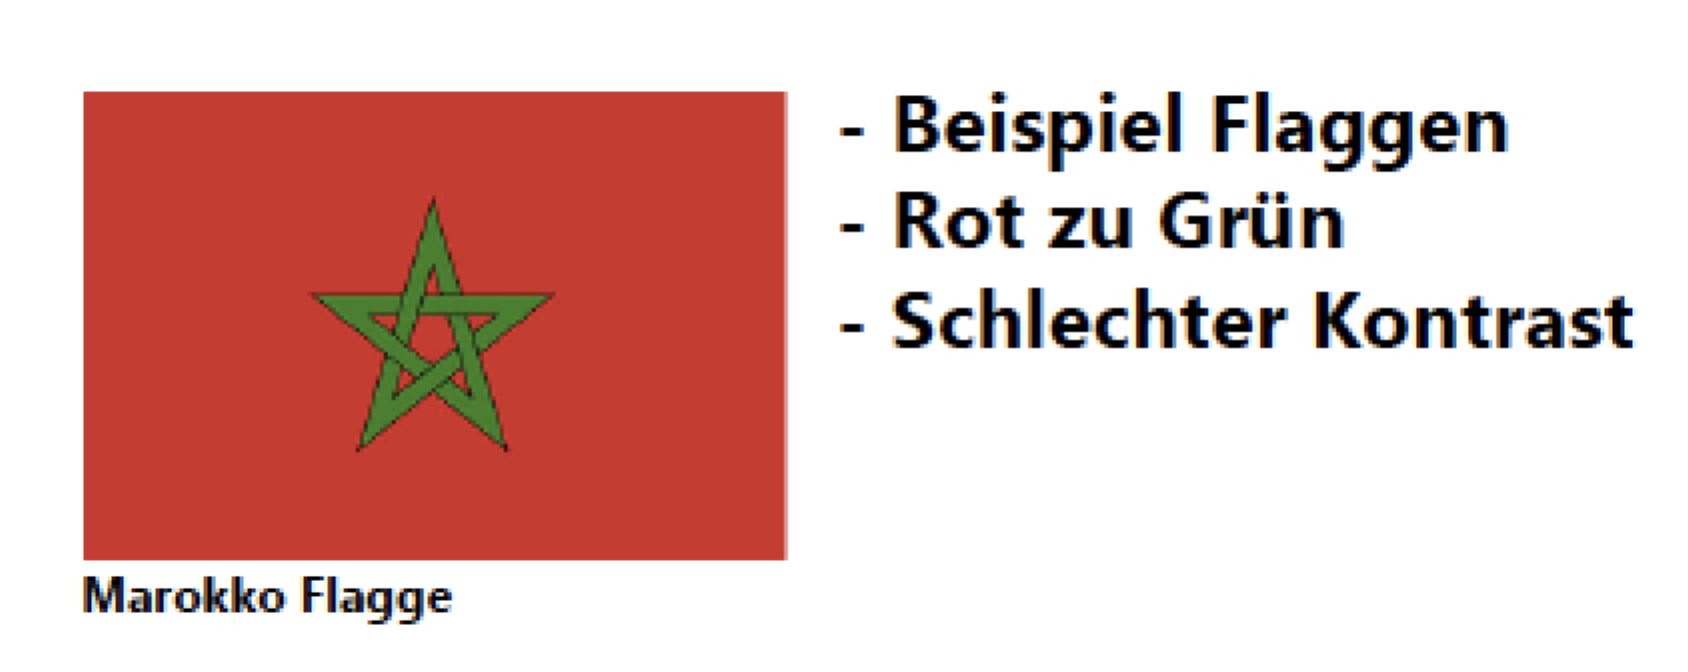 - Beispiel Flaggen
- Rot zu Grün
- Schlechter Kontrast
Marokko Flagge